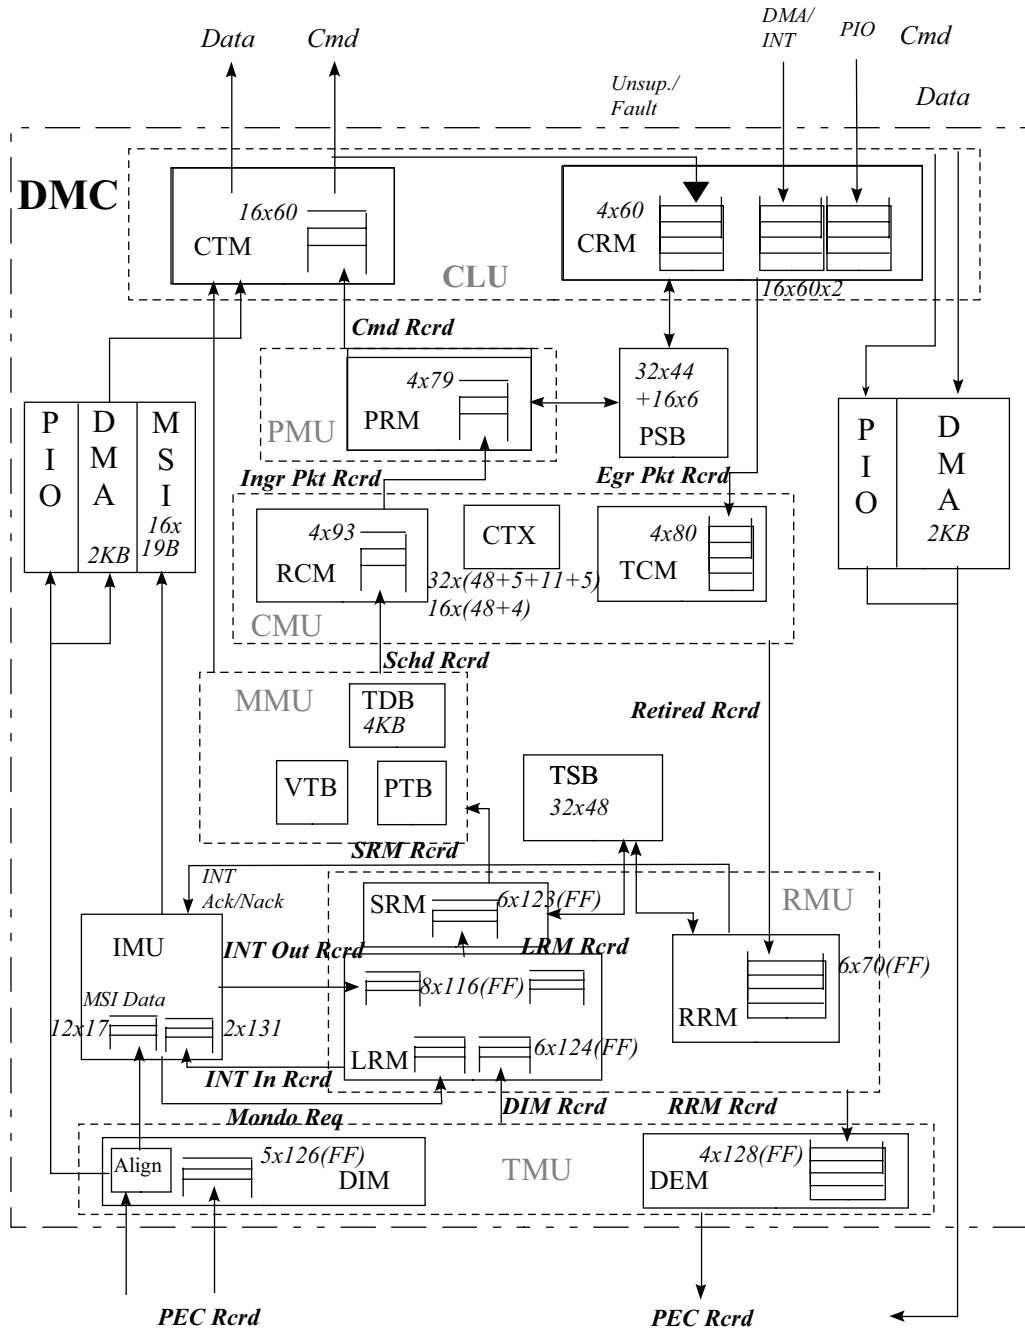 Data
Cmd
DMA/
INT
PIO
Cmd
Unsup./
Fault
Data
DMC
16x60
CTM
4x60
CRM
CLU
16x60x2
Cmd Rcrd
4x79
PRM
PMU
32x44
+16x6
PSB
PIO
DMA
2KB
MSI
16x
19B
PIO
DMA
2KB
Ingr Pkt Rcrd
Egr Pkt Rcrd
4x93
RCM
CTX
32x(48+5+11+5)
16x(48+4)
4x80
TCM
CMU
Schd Rcrd
MMU
TDB
4KB
VTB
PTB
Retired Rcrd
TSB
32x48
SRM Rcrd
INT
Ack/Nack
SRM
6x123(FF)
RMU
IMU
INT Out Rcrd
LRM Rcrd
MSI Data
12x17
2x131
8x116(FF)
6x70(FF)
RRM
LRM
6x124(FF)
INT In Rcrd
Mondo Req
DIM Rcrd
RRM Rcrd
Align
5x126(FF)
DIM
TMU
4x128(FF)
DEM
PEC Rcrd
PEC Rcrd